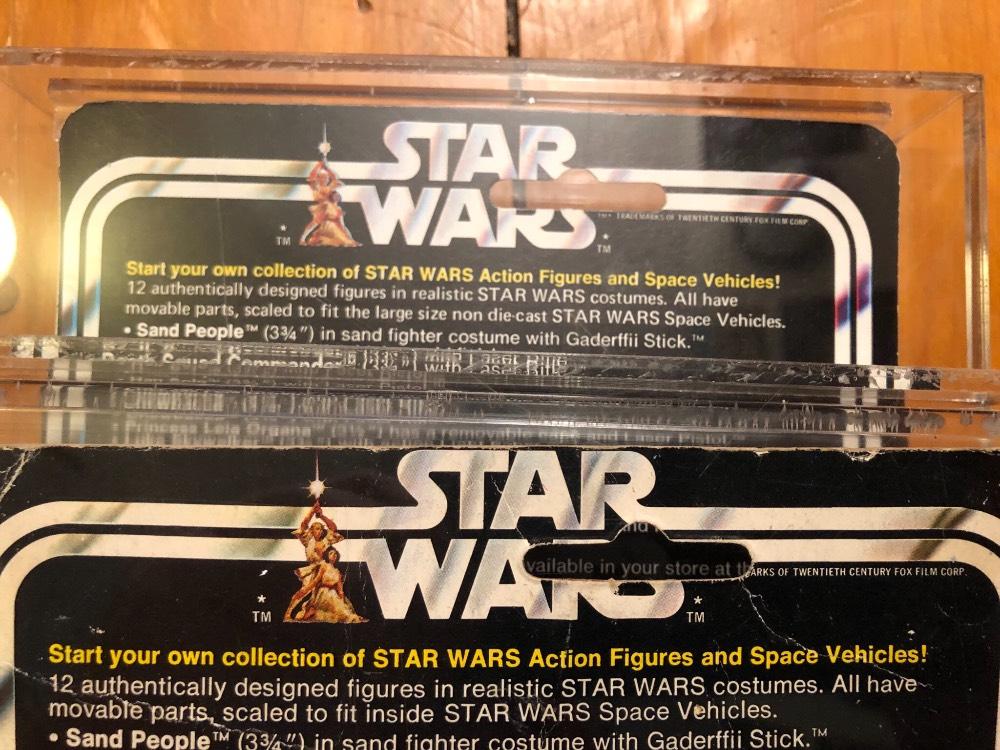 STAR
WARS
TM
TM
TM* TRADEMARKS OF TWENTIETH CENTURY FOX FILM CORP.
Start your own collection of STAR WARS Action Figures and Space Vehicles!
12 authentically designed figures in realistic STAR WARS costumes. All have
movable parts, scaled to fit the large size non die-cast STAR WARS Space Vehicles.
• Sand People™ (3¾") in sand fighter costume with Gaderffii Stick.™
STAR
and
WARS
vailable in your store at th
ARKS OF TWENTIETH CENTURY FOX FILM CORP.
*
TM
*
TM
Start your own collection of STAR WARS Action Figures and Space Vehicles!
12 authentically designed figures in realistic STAR WARS costumes. All have
movable parts, scaled to fit inside STAR WARS Space Vehicles.
• Sand People™ (3¾") in sand fighter costume with Gaderffii Stick.™